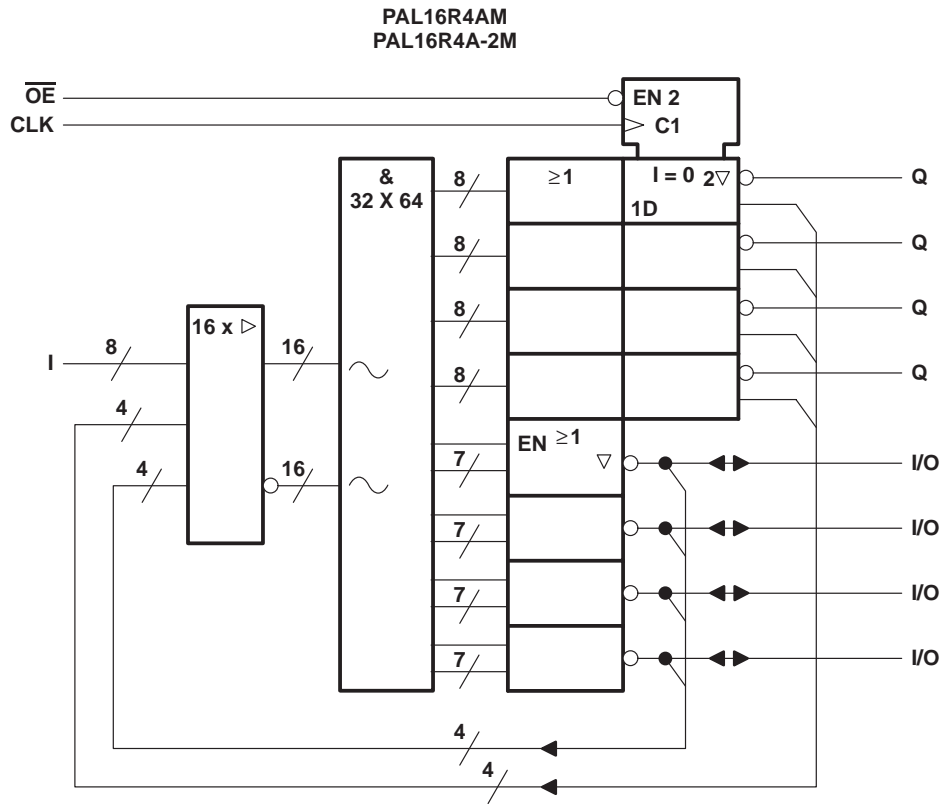 PAL16R4AM
PAL16R4A-2M
OE
EN 2
CLK
C1
&
32 X 64
8
≥1
I = 0 2▽
Q
1D
8
Q
8
Q
16 x ▷
I
8
16
8
Q
4
EN ≥1
▽
7
I/O
4
16
7
I/O
7
I/O
7
I/O
4
4